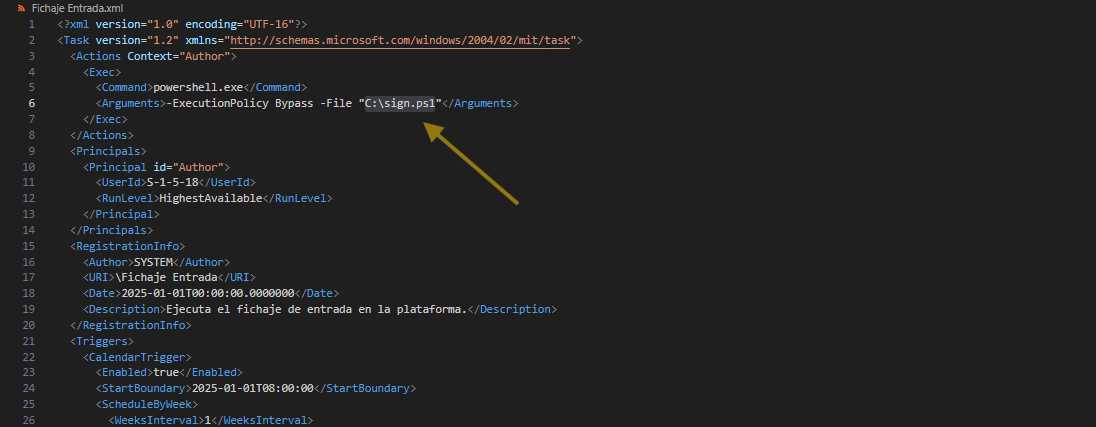 Fichaje Entrada.xml
1 <?xml version="1.0" encoding="UTF-16"?>
2 <Task version="1.2" xmlns="http://schemas.microsoft.com/windows/2004/02/mit/task">
3 <Actions Context="Author">
4 <Exec>
5 <Command>powershell.exe</Command>
6 <Arguments>-ExecutionPolicy Bypass -File "C:\sign.ps1"</Arguments>
7 </Exec>
8 </Actions>
9 <Principals>
10 <Principal id="Author">
11 <UserId>S-1-5-18</UserId>
12 <RunLevel>HighestAvailable</RunLevel>
13 </Principal>
14 </Principals>
15 <RegistrationInfo>
16 <Author>SYSTEM</Author>
17 <URI>\Fichaje Entrada</URI>
18 <Date>2025-01-01T00:00:00.0000000</Date>
19 <Description>Ejecuta el fichaje de entrada en la plataforma.</Description>
20 </RegistrationInfo>
21 <Triggers>
22 <CalendarTrigger>
23 <Enabled>true</Enabled>
24 <StartBoundary>2025-01-01T08:00:00</StartBoundary>
25 <ScheduleByWeek>
26 <WeeksInterval>1</WeeksInterval>